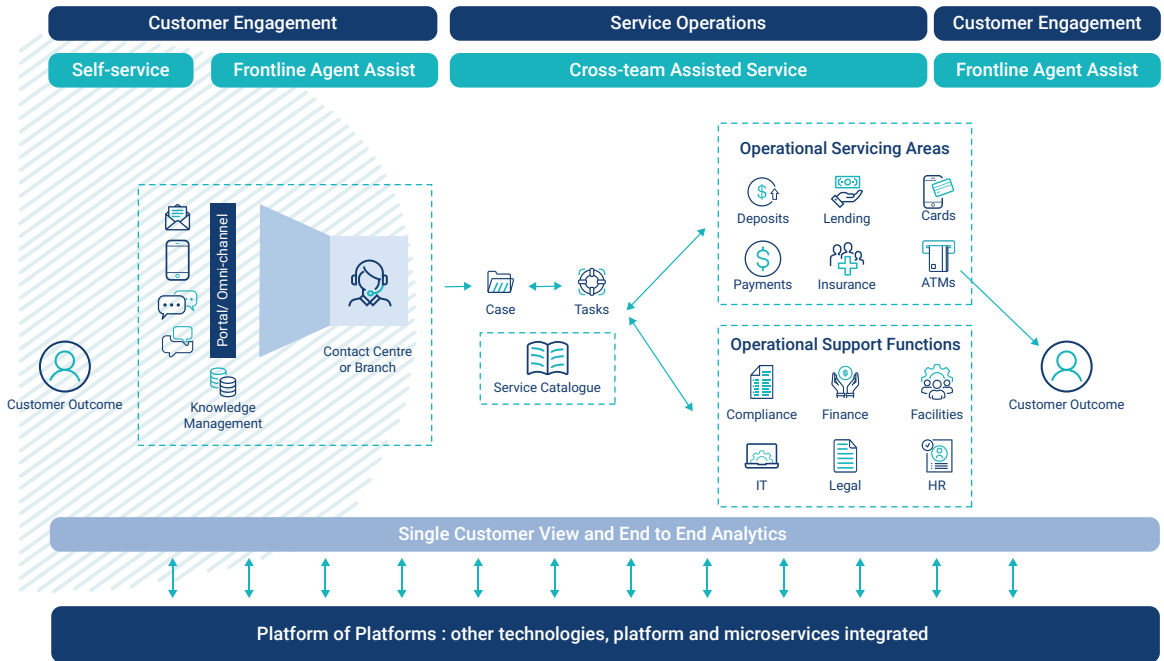 Customer Engagement
Service Operations
Customer Engagement
Self-service
Frontline Agent Assist
Cross-team Assisted Service
Frontline Agent Assist
Customer Outcome
Portal/ Omni-channel
Knowledge
Management
Contact Centre
or Branch
Case
Tasks
Service Catalogue
Operational Servicing Areas
$
Deposits
Lending
Cards
$
Payments
Insurance
ATMs
Operational Support Functions
Compliance
$
Finance
Facilities
IT
Legal
HR
Customer Outcome
Single Customer View and End to End Analytics
Platform of Platforms : other technologies, platform and microservices integrated